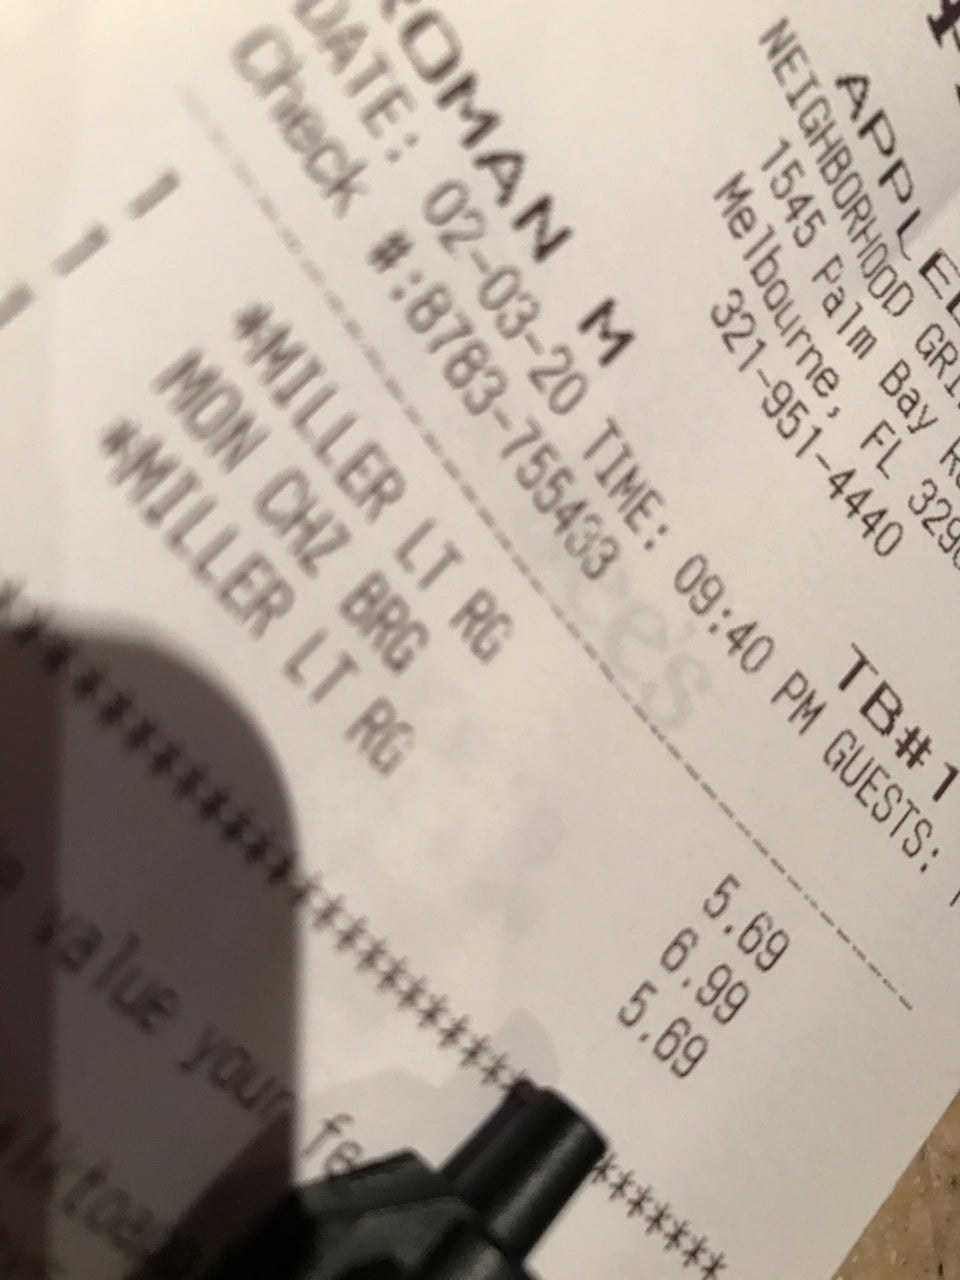 APPLEB
NEIGHBORHOOD GRI
1545 Palm Bay
Melbourne, FL
321-951-4440
TB#1
ROMAN M
DATE: 02-03-20 TIME: 09:40 PM GUESTS:
Check #:8783-755433
1 *MILLER LT RG 5.69
1 MON CHZ BRG 6.99
1 *MILLER LT RG 5.69
value your